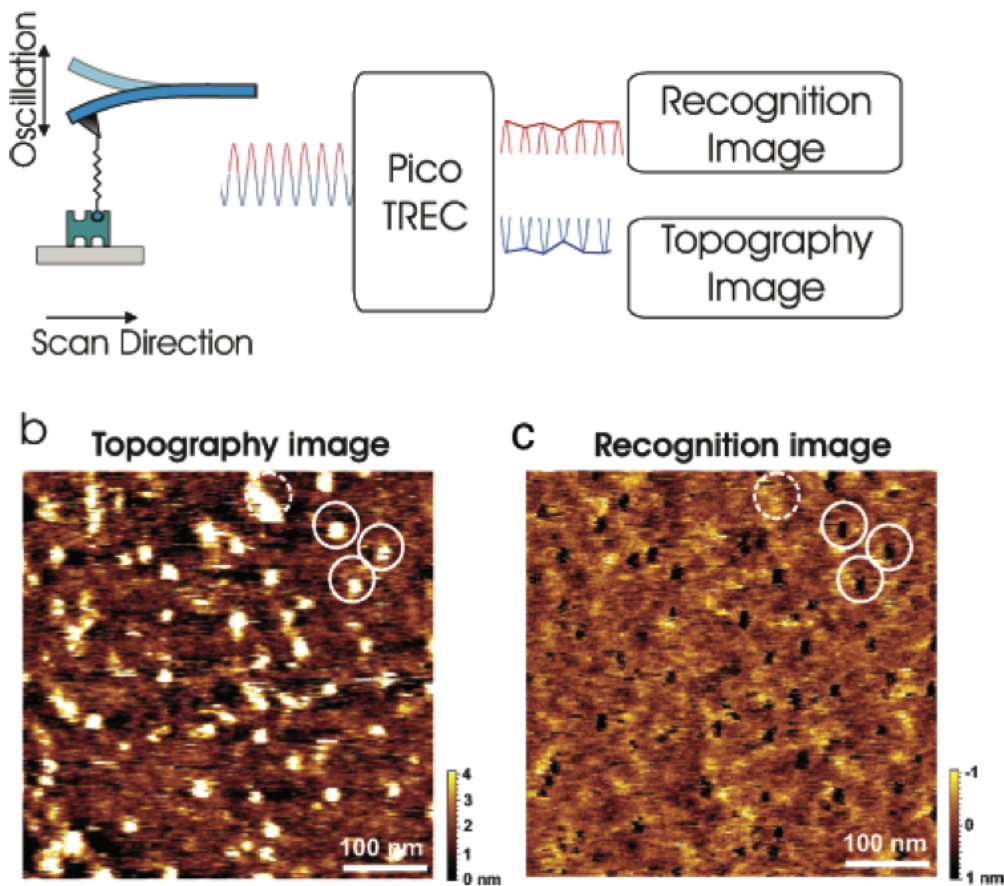 Oscillation
Scan Direction
Pico
TREC
Recognition
Image
Topography
Image
b
Topography image
4
3
2
1
0 nm
100 nm
c
Recognition image
-1
0
1 nm
100 nm